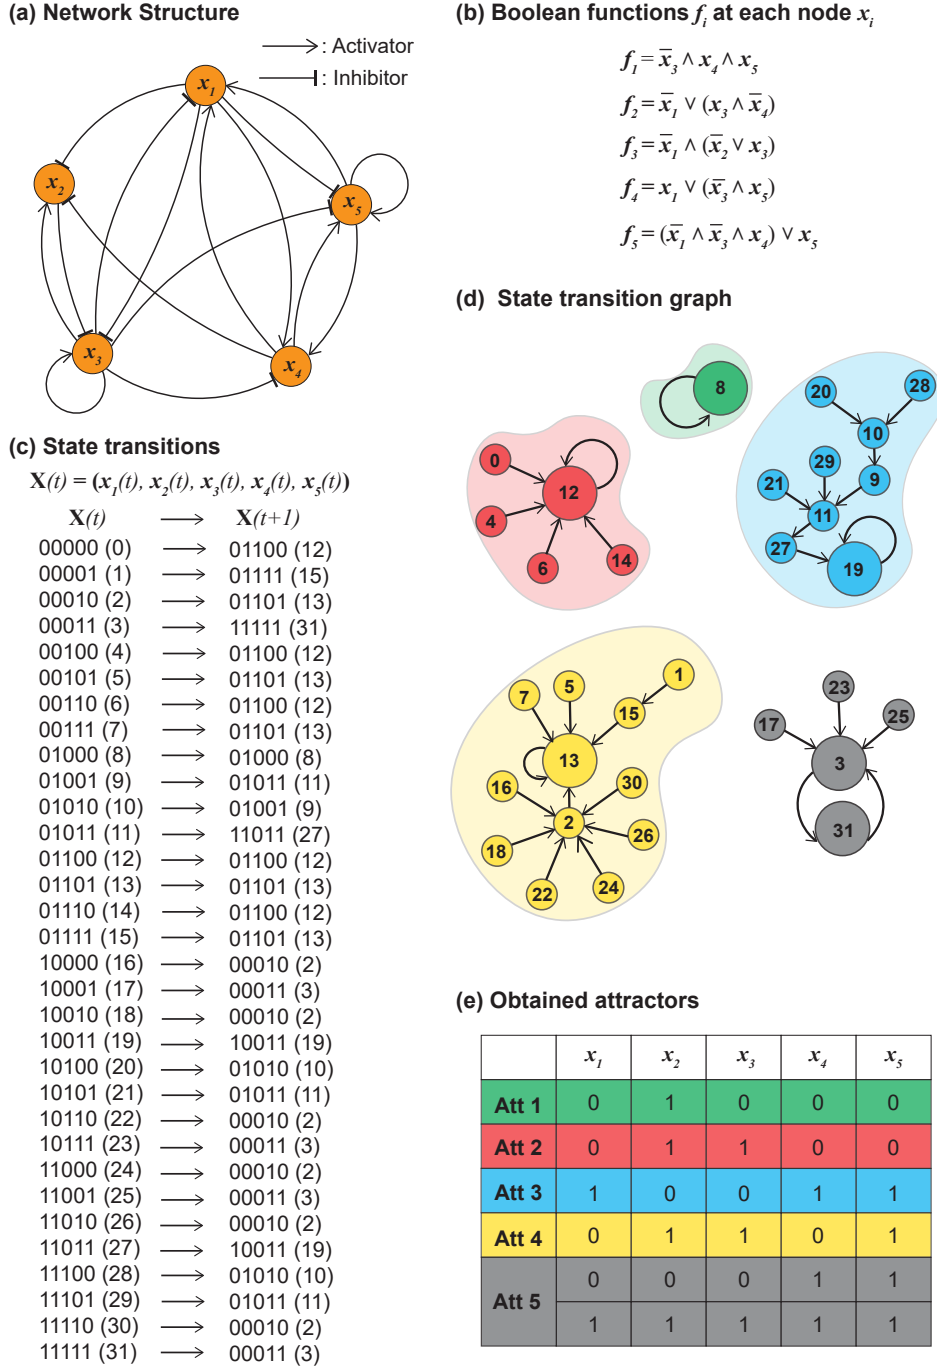 (a) Network Structure
: Activator
: Inhibitor
x₁
x₂
x₅
x₃
x₄
(b) Boolean functions fᵢ at each node xᵢ
f₁ = x̅₃ ∧ x₄ ∧ x₅
f₂ = x̅₁ ∨ (x₃ ∧ x̅₄)
f₃ = x̅₁ ∧ (x̅₂ ∨ x₃)
f₄ = x₁ ∨ (x̅₃ ∧ x₅)
f₅ = (x̅₁ ∧ x̅₃ ∧ x₄) ∨ x₅
(c) State transitions
X(t) = (x₁(t), x₂(t), x₃(t), x₄(t), x₅(t))
X(t) → X(t+1)
00000 (0) → 01100 (12)
00001 (1) → 01111 (15)
00010 (2) → 01101 (13)
00011 (3) → 11111 (31)
00100 (4) → 01100 (12)
00101 (5) → 01101 (13)
00110 (6) → 01100 (12)
00111 (7) → 01101 (13)
01000 (8) → 01000 (8)
01001 (9) → 01011 (11)
01010 (10) → 01001 (9)
01011 (11) → 11011 (27)
01100 (12) → 01100 (12)
01101 (13) → 01101 (13)
01110 (14) → 01100 (12)
01111 (15) → 01101 (13)
10000 (16) → 00010 (2)
10001 (17) → 00011 (3)
10010 (18) → 00010 (2)
10011 (19) → 10011 (19)
10100 (20) → 01010 (10)
10101 (21) → 01011 (11)
10110 (22) → 00010 (2)
10111 (23) → 00011 (3)
11000 (24) → 00010 (2)
11001 (25) → 00011 (3)
11010 (26) → 00010 (2)
11011 (27) → 10011 (19)
11100 (28) → 01010 (10)
11101 (29) → 01011 (11)
11110 (30) → 00010 (2)
11111 (31) → 00011 (3)
(d) State transition graph
8
0
12
4
6
14
20
28
10
29
9
21
11
27
19
1
7
5
15
13
16
30
2
18
26
22
24
23
17
25
3
31
(e) Obtained attractors
x₁ x₂ x₃ x₄ x₅
Att 1 0 1 0 0 0
Att 2 0 1 1 0 0
Att 3 1 0 0 1 1
Att 4 0 1 1 0 1
Att 5 0 0 0 1 1
1 1 1 1 1